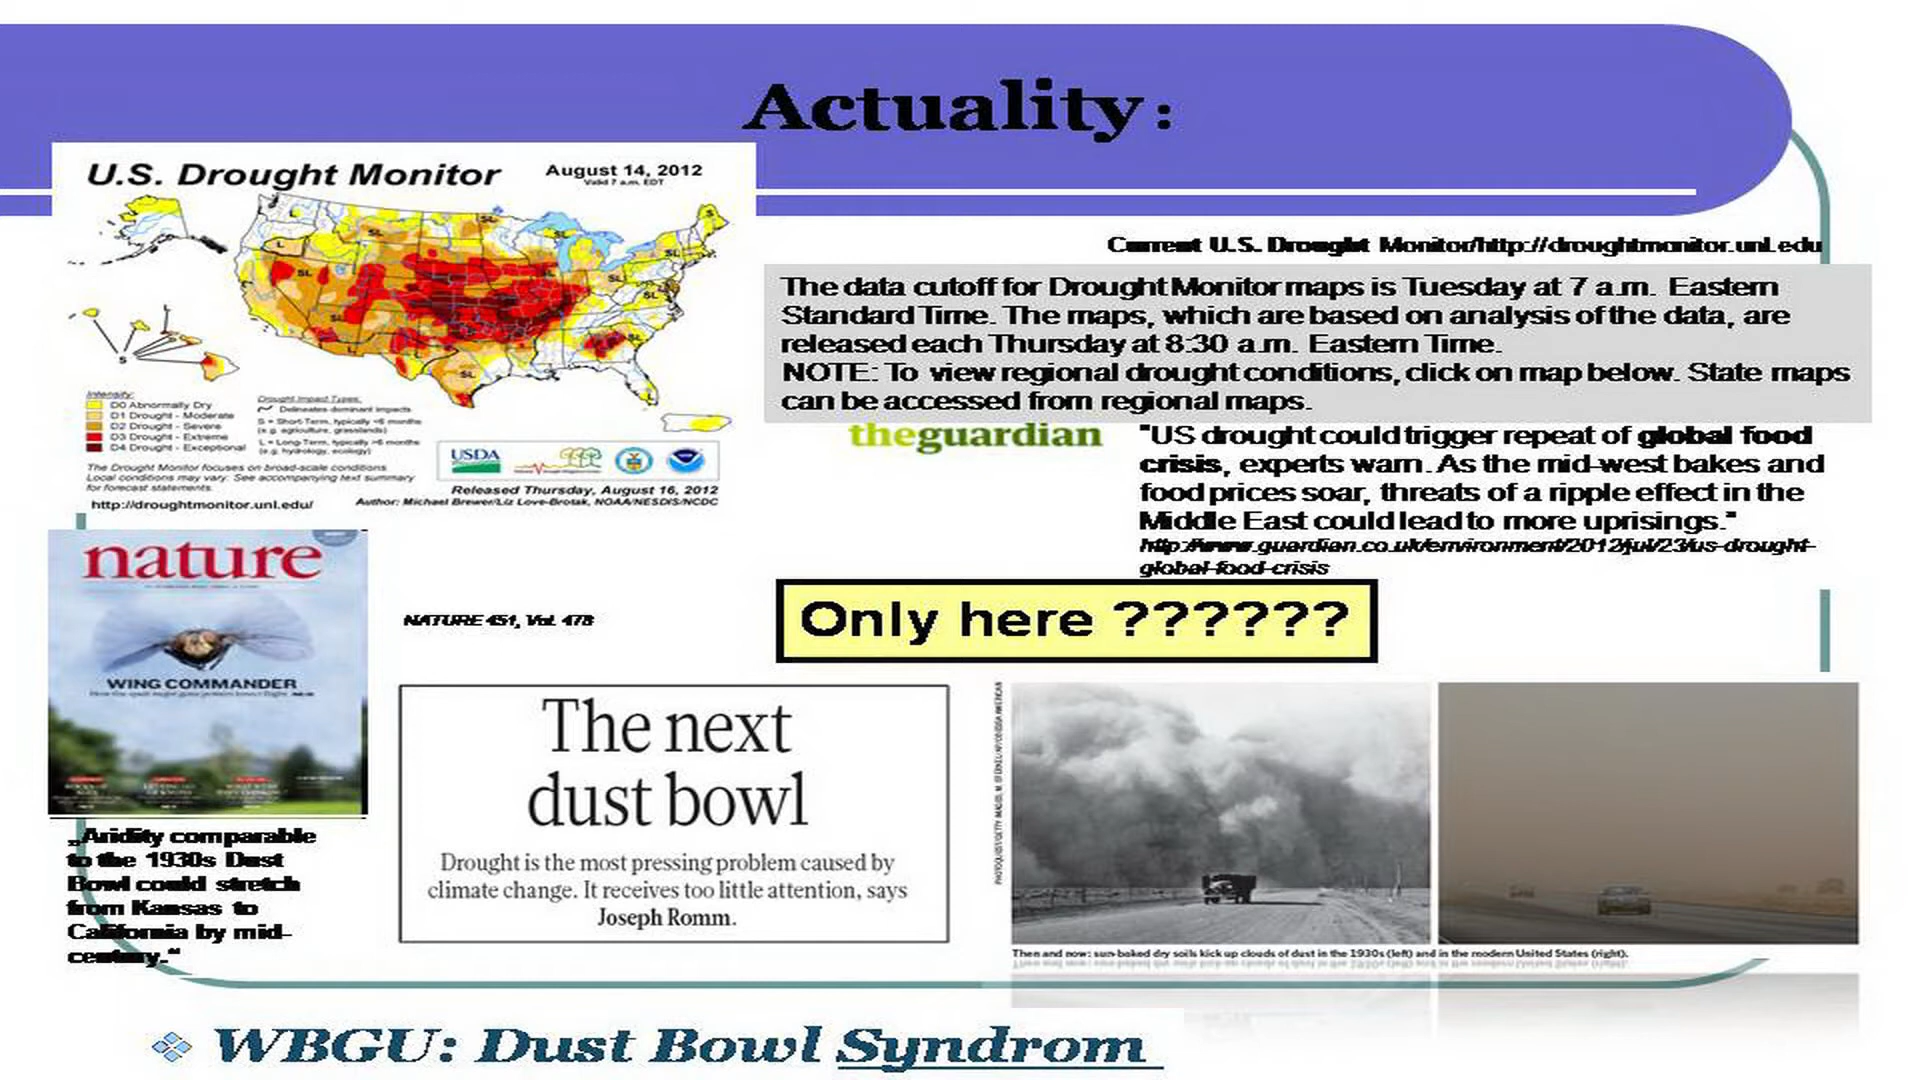 Actuality:
U.S. Drought Monitor
August 14, 2012
Valid 7 a.m. EDT
Intensity:
D0 Abnormally Dry
D1 Drought - Moderate
D2 Drought - Severe
D3 Drought - Extreme
D4 Drought - Exceptional
Drought Impact Types:
Delineates dominant impacts
S = Short-Term, typically <6 months
(e.g. agriculture, grasslands)
L = Long-Term, typically >6 months
(e.g. hydrology, ecology)
The Drought Monitor focuses on broad-scale conditions
Local conditions may vary. See accompanying text summary
for forecast statements.
http://droughtmonitor.unl.edu/
USDA
Released Thursday, August 16, 2012
Author: Michael Brewer/Liz Love-Brotak, NOAA/NESDIS/NCDC
Current U.S. Drought Monitor/http://droughtmonitor.unl.edu
The data cutoff for Drought Monitor maps is Tuesday at 7 a.m. Eastern
Standard Time. The maps, which are based on analysis of the data, are
released each Thursday at 8:30 a.m. Eastern Time.
NOTE: To view regional drought conditions, click on map below. State maps
can be accessed from regional maps.
theguardian
"US drought could trigger repeat of global food
crisis, experts warn. As the mid-west bakes and
food prices soar, threats of a ripple effect in the
Middle East could lead to more uprisings."
http://www.guardian.co.uk/environment/2012/jul/23/us-drought-
global-food-crisis
nature
WING COMMANDER
NATURE 451, Vol. 478
Only here ??????
The next
dust bowl
Drought is the most pressing problem caused by
climate change. It receives too little attention, says
Joseph Romm.
Then and now: sun-baked dry soils kick up clouds of dust in the 1930s (left) and in the modern United States (right).
„Aridity comparable
to the 1930s Dust
Bowl could stretch
from Kansas to
California by mid-
century.“
WBGU: Dust Bowl Syndrom